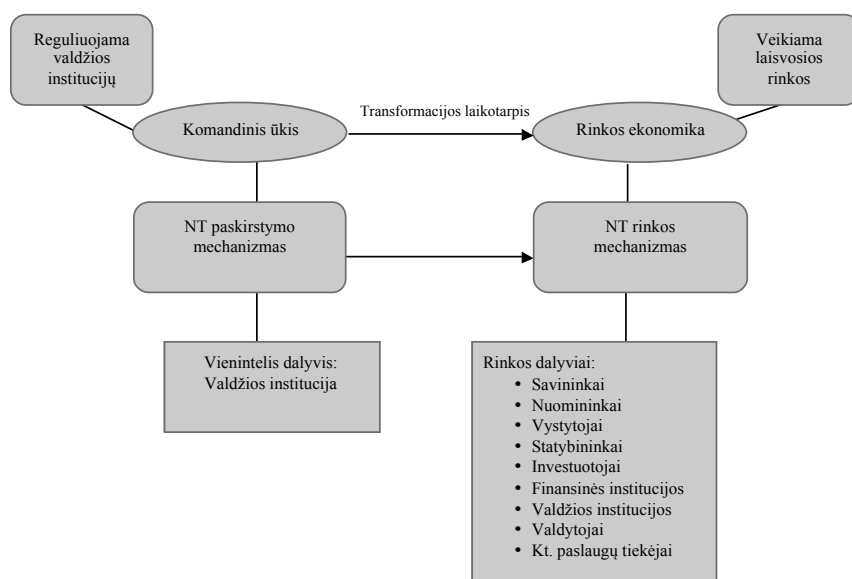 Reguliuojama
valdžios
institucijų
Veikiama
laisvosios
rinkos
Komandinis ūkis
Transformacijos laikotarpis
Rinkos ekonomika
NT paskirstymo
mechanizmas
NT rinkos
mechanizmas
Vienintelis dalyvis:
Valdžios institucija
Rinkos dalyviai:
• Savininkai
• Nuomininkai
• Vystytojai
• Statybininkai
• Investuotojai
• Finansinės institucijos
• Valdžios institucijos
• Valdytojai
• Kt. paslaugų tiekėjai